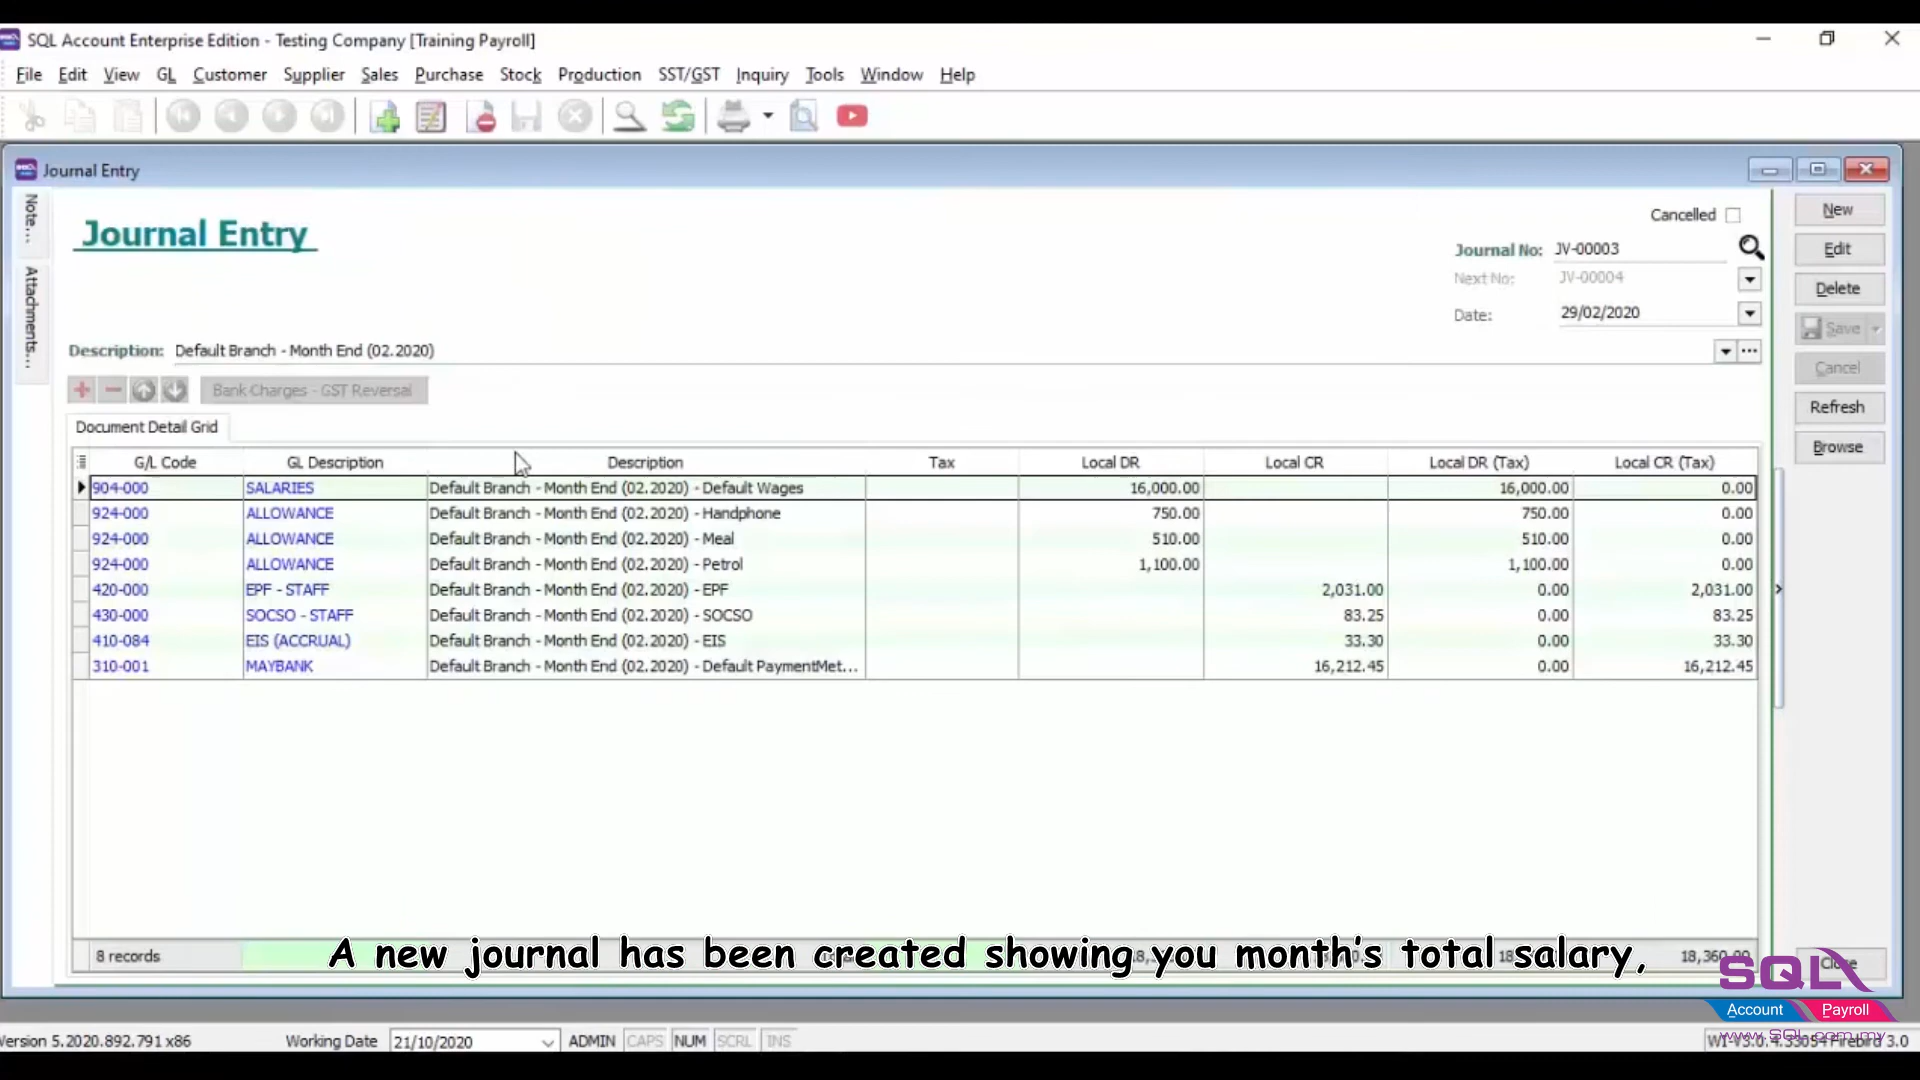 SQL Account Enterprise Edition - Testing Company [Training Payroll]
File Edit View GL Customer Supplier Sales Purchase Stock Production SST/GST Inquiry Tools Window Help
Journal Entry
Note...
Attachments...
Journal Entry
Cancelled
Journal No: JV-00003
Next No: JV-00004
Date: 29/02/2020
Description: Default Branch - Month End (02.2020)
Bank Charges - GST Reversal
Document Detail Grid
G/L Code GL Description Description Tax Local DR Local CR Local DR (Tax) Local CR (Tax)
904-000 SALARIES Default Branch - Month End (02.2020) - Default Wages 16,000.00 16,000.00 0.00
924-000 ALLOWANCE Default Branch - Month End (02.2020) - Handphone 750.00 750.00 0.00
924-000 ALLOWANCE Default Branch - Month End (02.2020) - Meal 510.00 510.00 0.00
924-000 ALLOWANCE Default Branch - Month End (02.2020) - Petrol 1,100.00 1,100.00 0.00
420-000 EPF - STAFF Default Branch - Month End (02.2020) - EPF 2,031.00 0.00 2,031.00
430-000 SOCSO - STAFF Default Branch - Month End (02.2020) - SOCSO 83.25 0.00 83.25
410-084 EIS (ACCRUAL) Default Branch - Month End (02.2020) - EIS 33.30 0.00 33.30
310-001 MAYBANK Default Branch - Month End (02.2020) - Default PaymentMet... 16,212.45 0.00 16,212.45
New
Edit
Delete
Save
Cancel
Refresh
Browse
8 records
A new journal has been created showing you month's total salary,
SQL
Account Payroll
www.SQL.com.my
Version 5.2020.892.791 x86 Working Date 21/10/2020 ADMIN CAPS NUM SCRL INS
Firebird 3.0